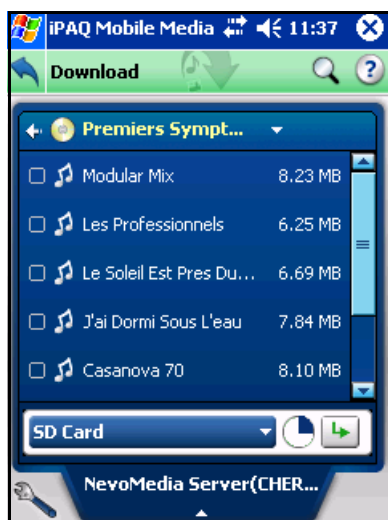 iPAQ Mobile Media 11:37
Download ?
Premiers Sympt...
Modular Mix 8.23 MB
Les Professionnels 6.25 MB
Le Soleil Est Pres Du... 6.69 MB
J'ai Dormi Sous L'eau 7.84 MB
Casanova 70 8.10 MB
SD Card
NevoMedia Server(CHER...